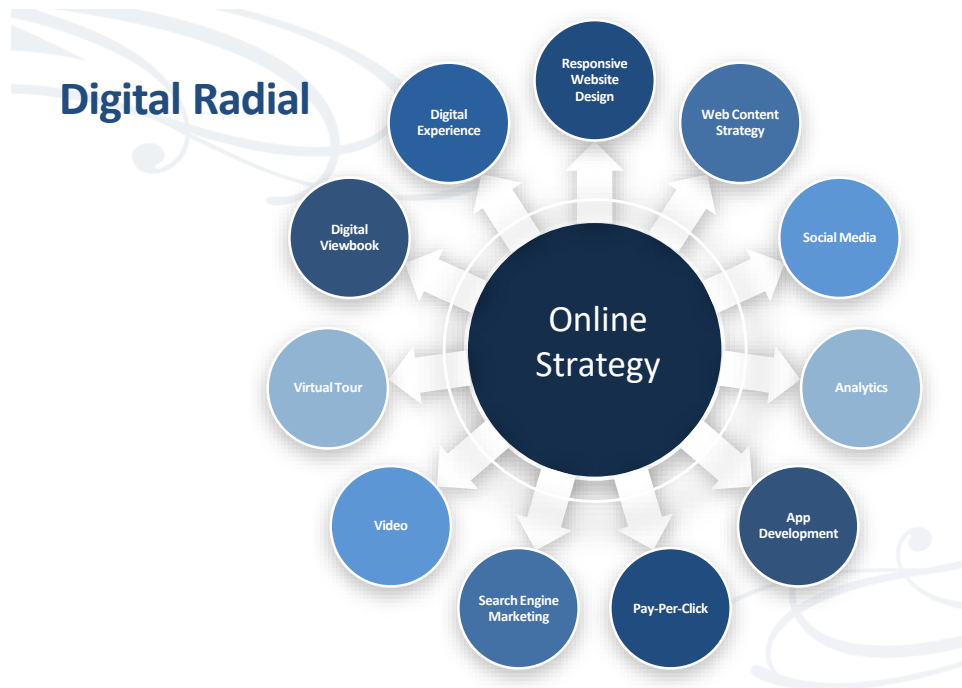 Digital Radial
Responsive
Website
Design
Web Content
Strategy
Social Media
Analytics
App
Development
Pay-Per-Click
Search Engine
Marketing
Video
Virtual Tour
Digital
Viewbook
Digital
Experience
Online
Strategy